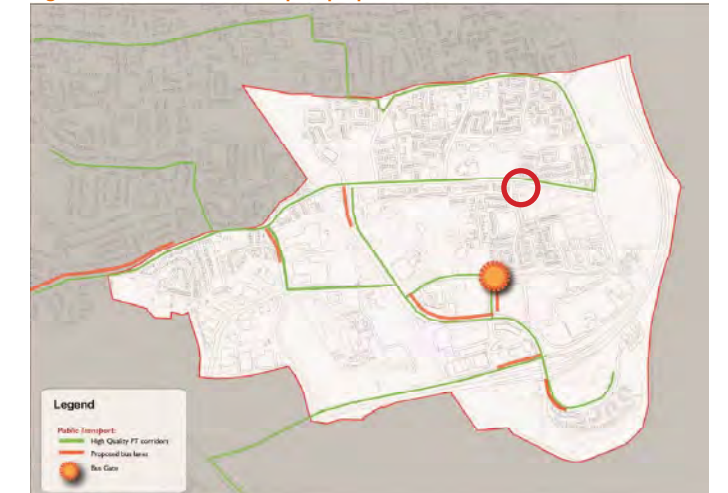 Legend
Public Transport:
High Quality PT corridors
Proposed bus lanes
Bus Gate